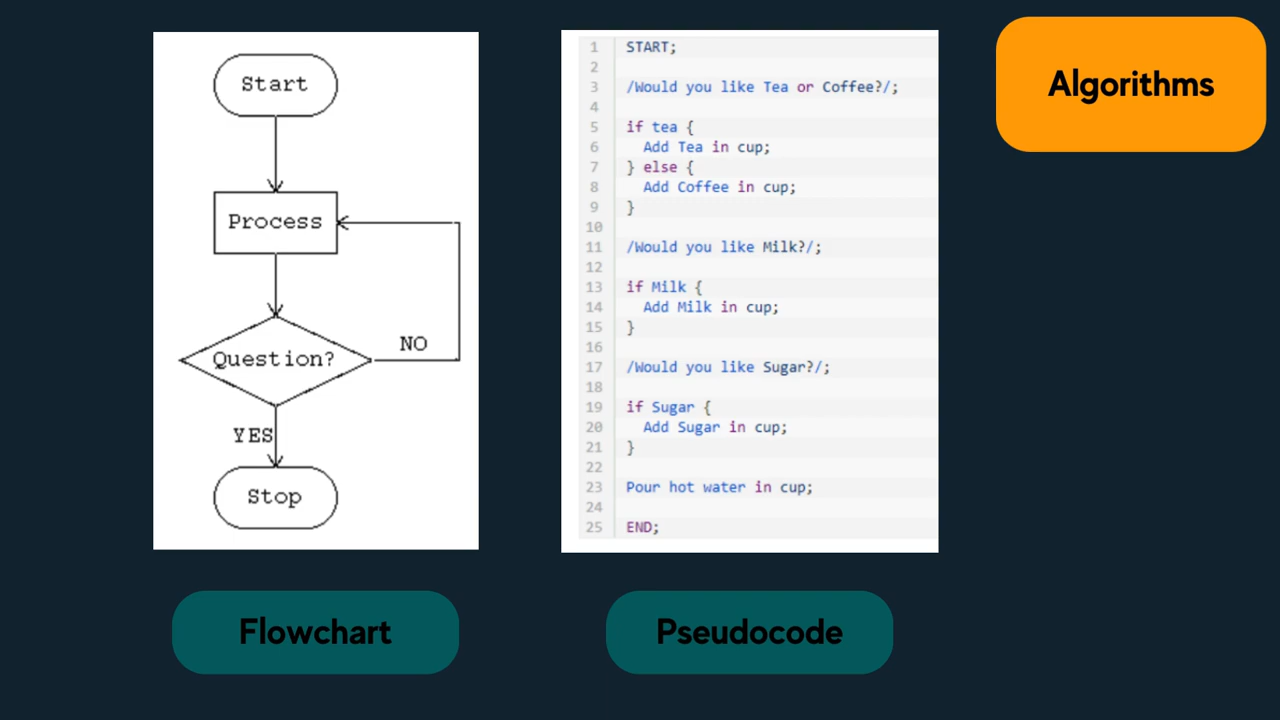 Start
Process
Question?
NO
YES
Stop
Flowchart
1 START;
2
3 /Would you like Tea or Coffee?/;
4
5 if tea {
6 Add Tea in cup;
7 } else {
8 Add Coffee in cup;
9 }
10
11 /Would you like Milk?/;
12
13 if Milk {
14 Add Milk in cup;
15 }
16
17 /Would you like Sugar?/;
18
19 if Sugar {
20 Add Sugar in cup;
21 }
22
23 Pour hot water in cup;
24
25 END;
Pseudocode
Algorithms